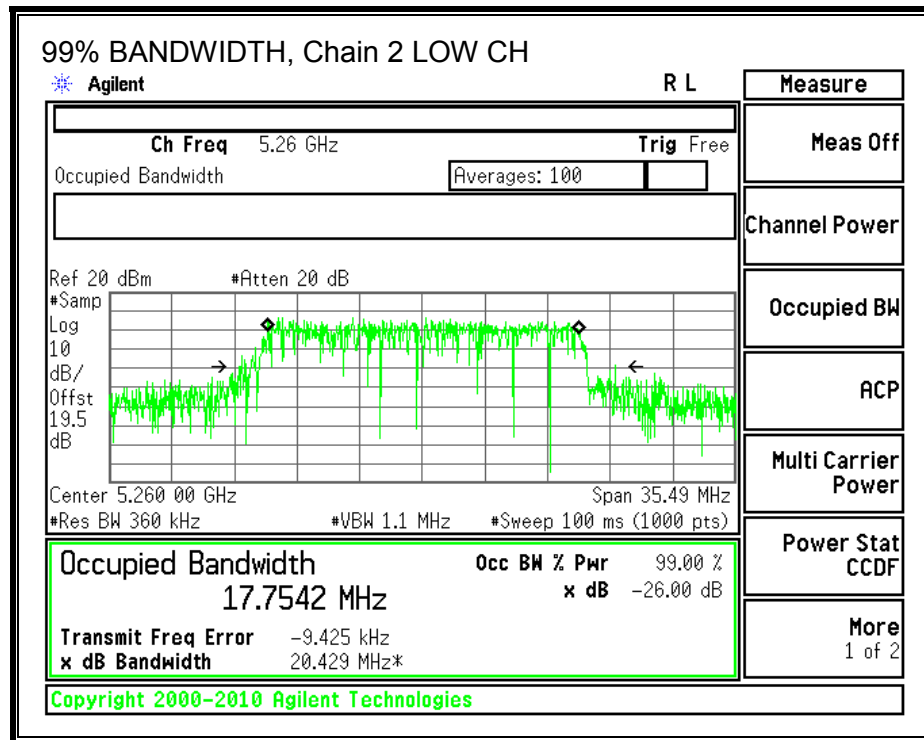 99% BANDWIDTH, Chain 2 LOW CH
Agilent R L
Measure
Ch Freq 5.26 GHz Trig Free
Occupied Bandwidth Averages: 100
Meas Off
Channel Power
Occupied BW
ACP
Multi Carrier
Power
Power Stat
CCDF
More
1 of 2
Ref 20 dBm #Atten 20 dB
#Samp
Log
10
dB/
Offst
19.5
dB
Center 5.260 00 GHz Span 35.49 MHz
#Res BW 360 kHz #VBW 1.1 MHz #Sweep 100 ms (1000 pts)
Occupied Bandwidth Occ BW % Pwr 99.00 %
17.7542 MHz x dB -26.00 dB
Transmit Freq Error -9.425 kHz
x dB Bandwidth 20.429 MHz*
Copyright 2000-2010 Agilent Technologies